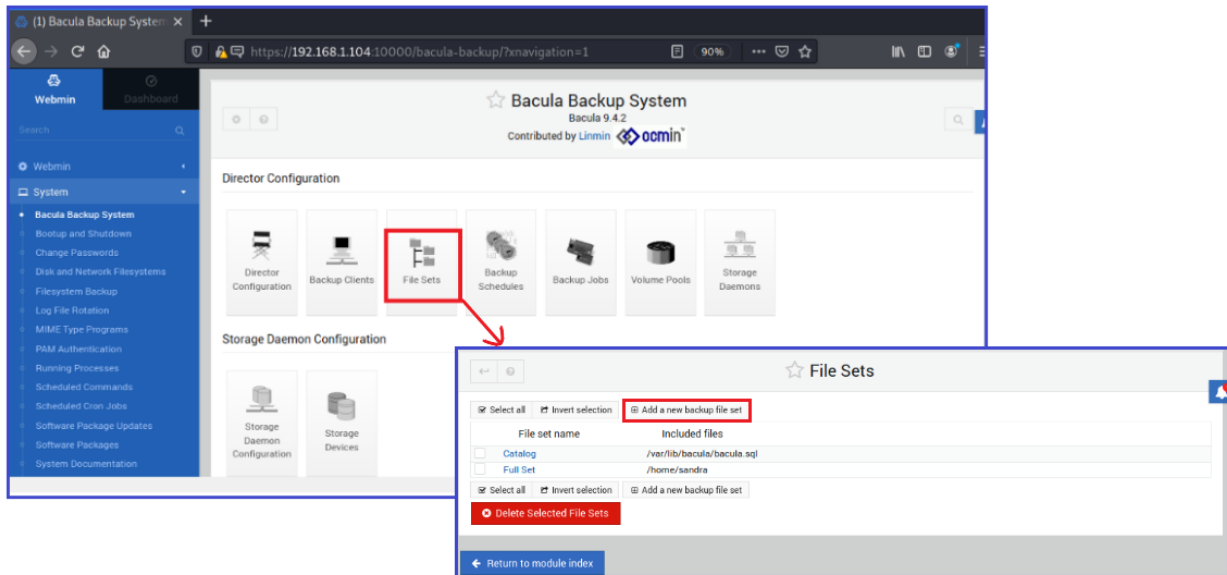 (1) Bacula Backup System
https://192.168.1.104:10000/bacula-backup/?xnavigation=1
90%
Webmin
Dashboard
Search
Webmin
System
Bacula Backup System
Bootup and Shutdown
Change Passwords
Disk and Network Filesystems
Filesystem Backup
Log File Rotation
MIME Type Programs
PAM Authentication
Running Processes
Scheduled Commands
Scheduled Cron Jobs
Software Package Updates
Software Packages
System Documentation
Bacula Backup System
Bacula 9.4.2
Contributed by Linmin ocmin
Director Configuration
Director
Configuration
Backup Clients
File Sets
Backup
Schedules
Backup Jobs
Volume Pools
Storage
Daemons
Storage Daemon Configuration
Storage
Daemon
Configuration
Storage
Devices
File Sets
Select all Invert selection Add a new backup file set
File set name Included files
Catalog /var/lib/bacula/bacula.sql
Full Set /home/sandra
Select all Invert selection Add a new backup file set
Delete Selected File Sets
Return to module index